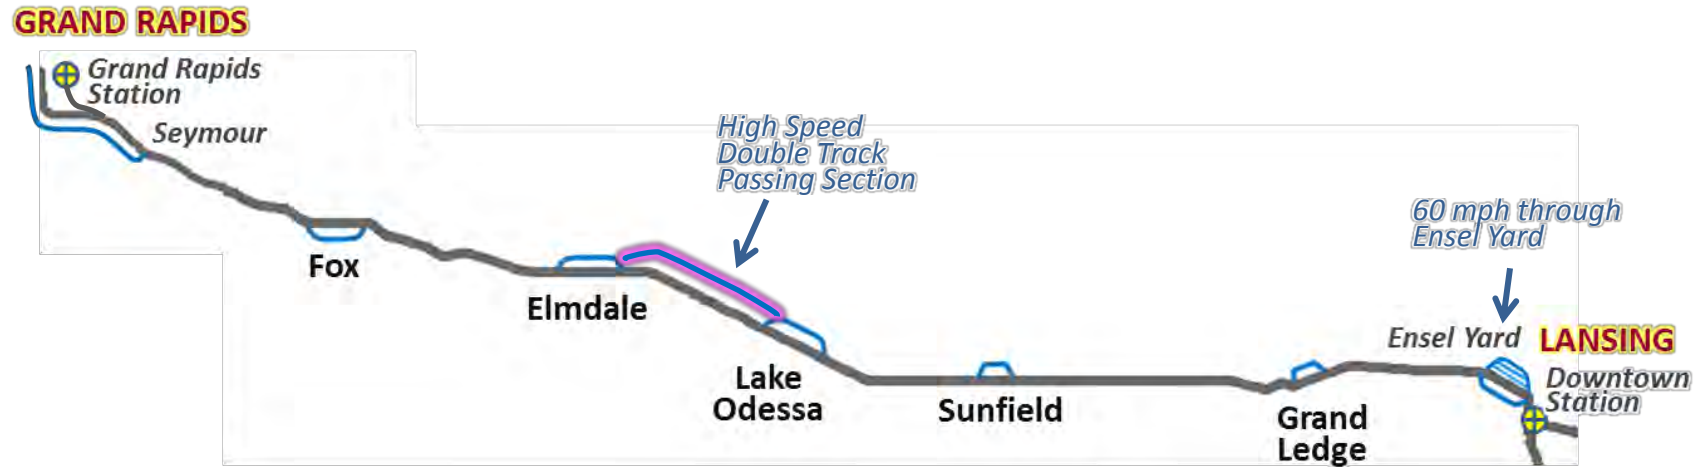 GRAND RAPIDS
Grand Rapids
Station
Seymour
High Speed
Double Track
Passing Section
60 mph through
Ensel Yard
Fox
Elmdale
Ensel Yard
LANSING
Lake
Odessa
Downtown
Station
Sunfield
Grand
Ledge